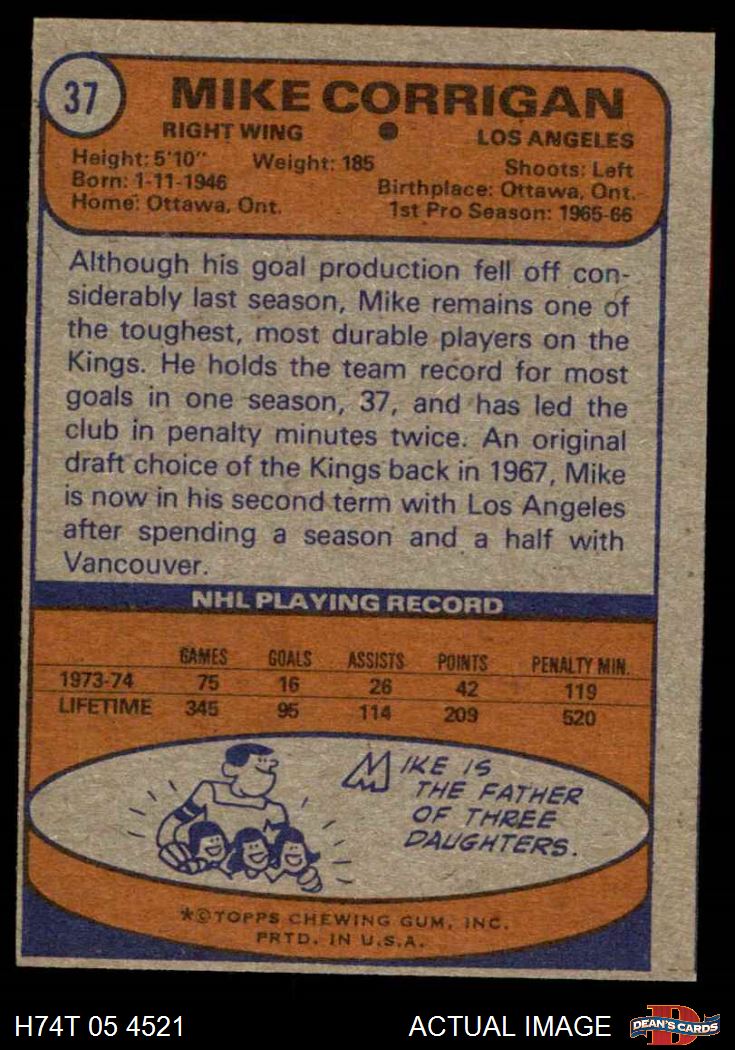 37
MIKE CORRIGAN
RIGHT WING ● LOS ANGELES
Height: 5'10" Weight: 185 Shoots: Left
Born: 1-11-1946 Birthplace: Ottawa, Ont.
Home: Ottawa, Ont. 1st Pro Season: 1965-66
Although his goal production fell off con-
siderably last season, Mike remains one of
the toughest, most durable players on the
Kings. He holds the team record for most
goals in one season, 37, and has led the
club in penalty minutes twice. An original
draft choice of the Kings back in 1967, Mike
is now in his second term with Los Angeles
after spending a season and a half with
Vancouver.
NHL PLAYING RECORD
GAMES GOALS ASSISTS POINTS PENALTY MIN.
1973-74 75 16 26 42 119
LIFETIME 345 95 114 209 520
MIKE IS
THE FATHER
OF THREE
DAUGHTERS.
*©TOPPS CHEWING GUM, INC.
PRTD. IN U.S.A.
H74T 05 4521 ACTUAL IMAGE D DEAN'S CARDS